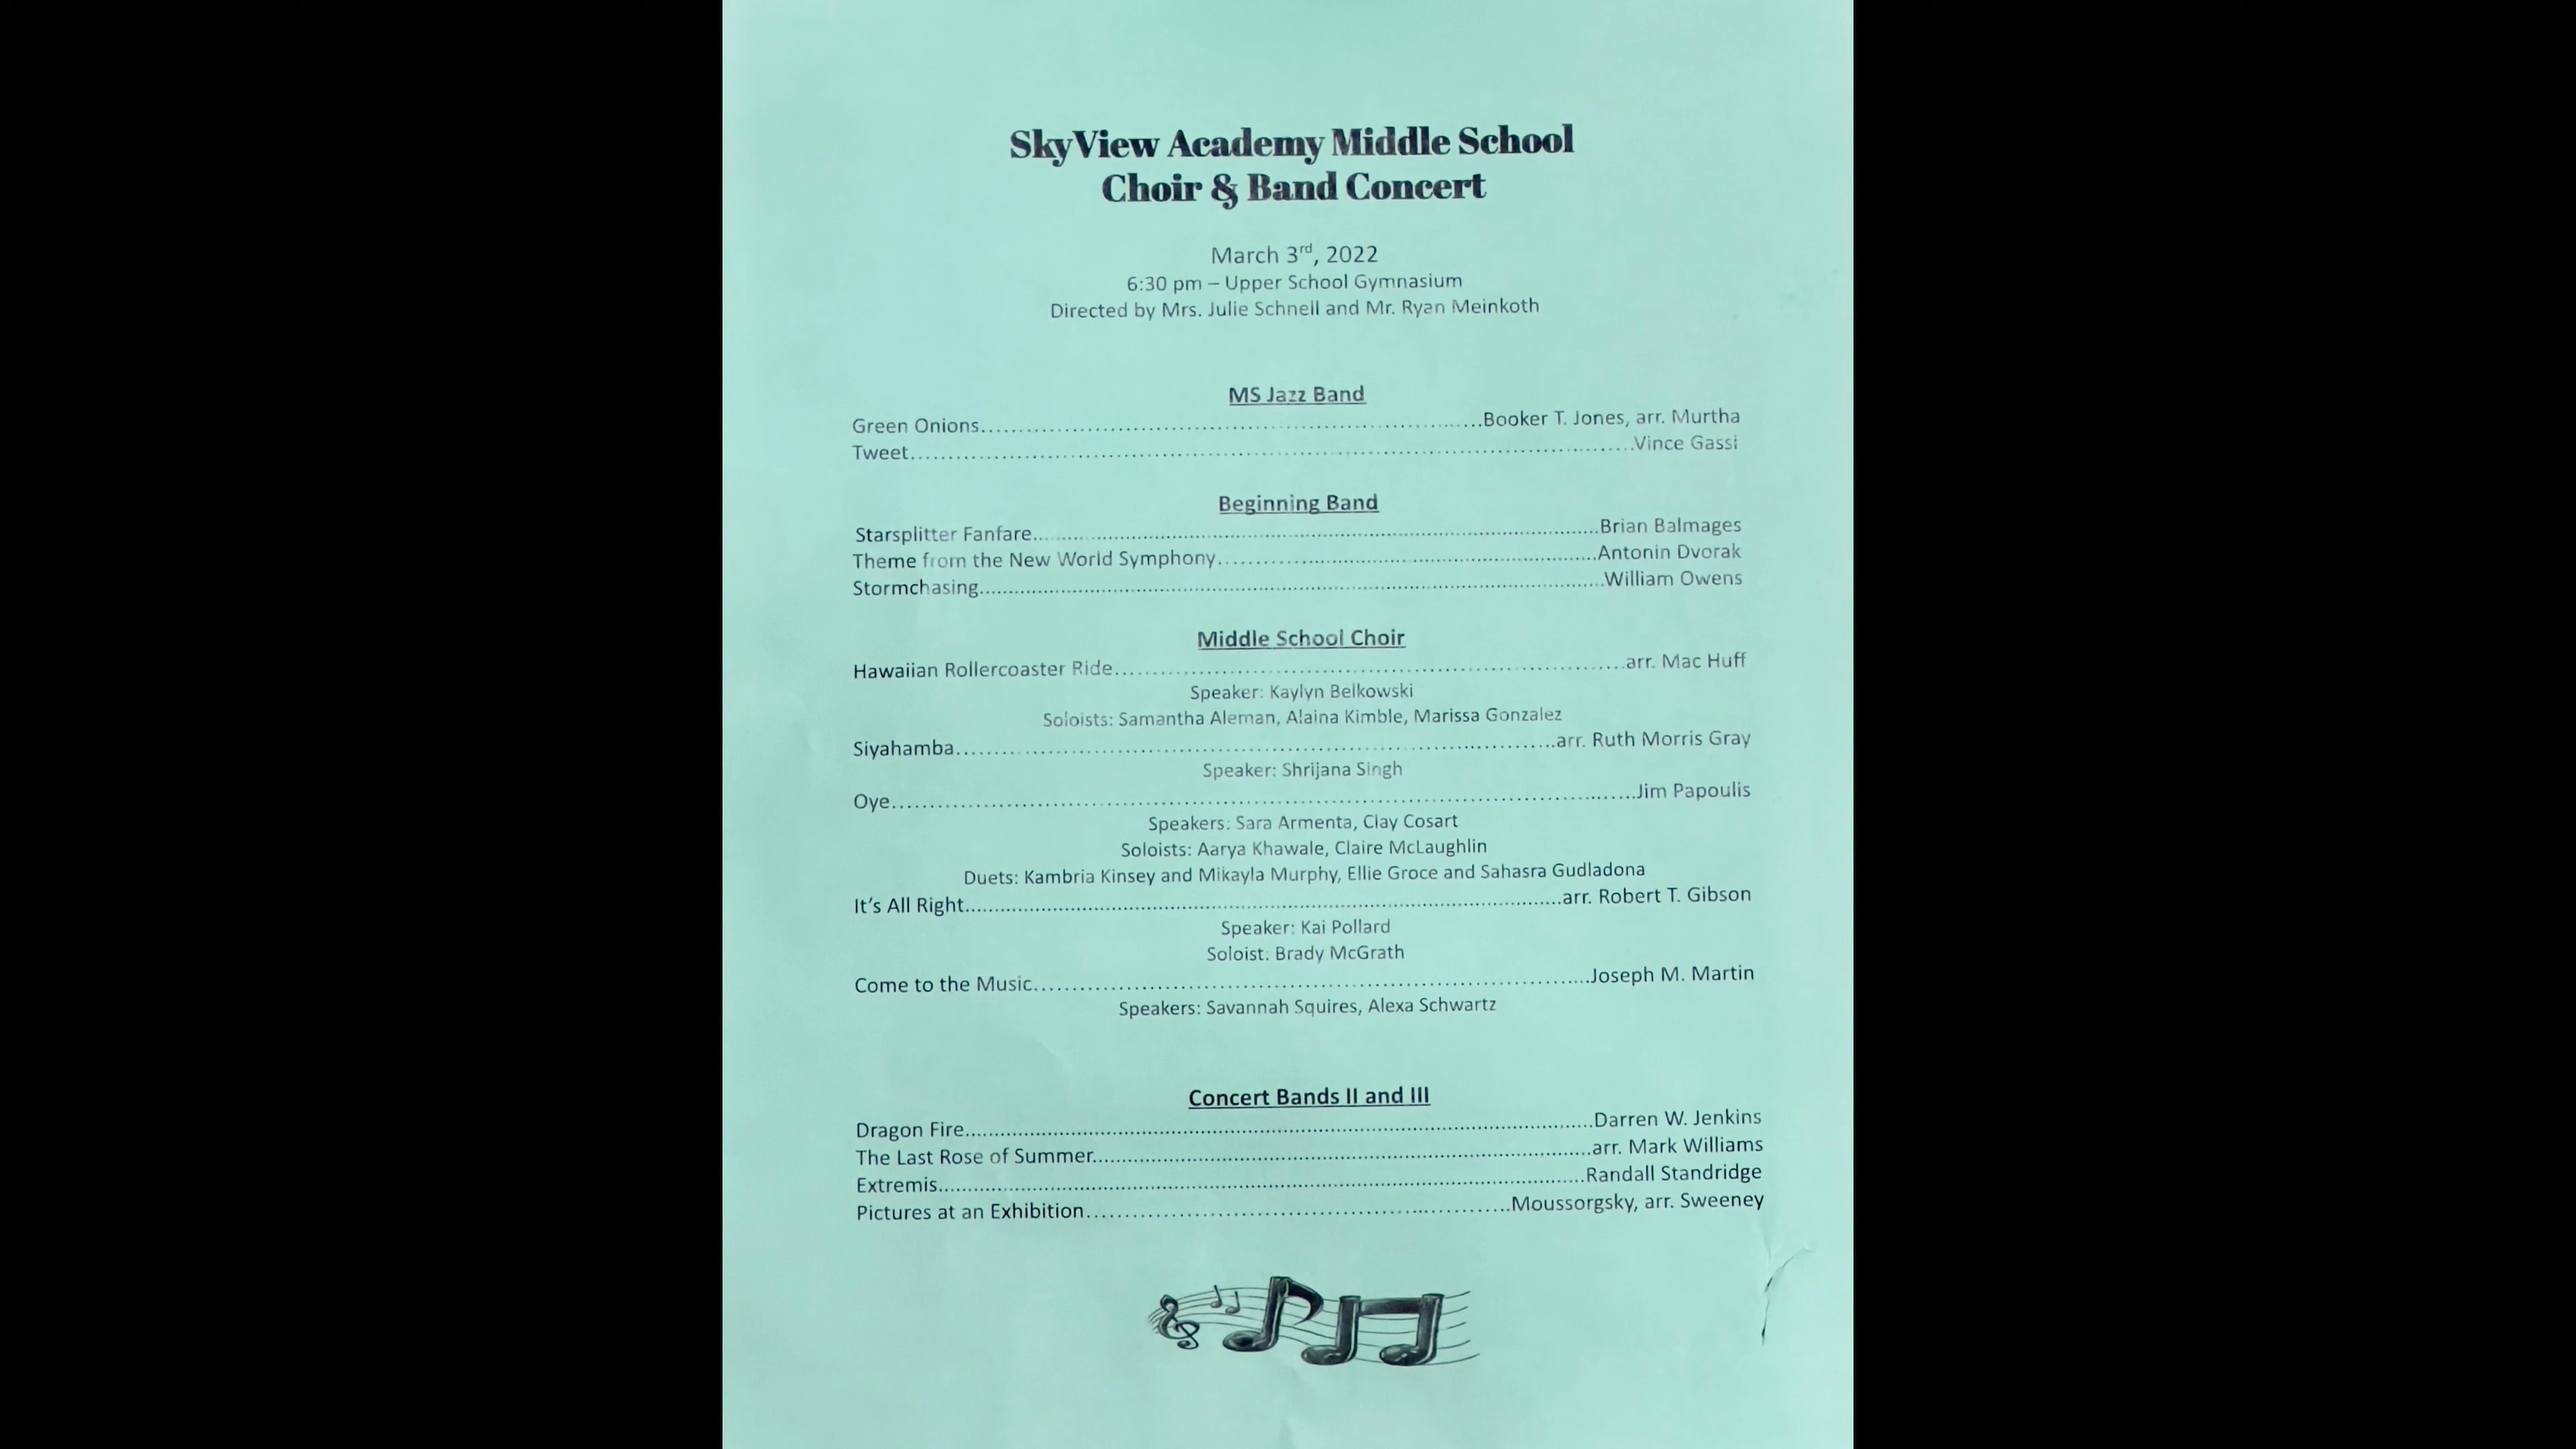 SkyView Academy Middle School
Choir & Band Concert
March 3rd, 2022
6:30 pm – Upper School Gymnasium
Directed by Mrs. Julie Schnell and Mr. Ryan Meinkoth
MS Jazz Band
Green Onions.......................................................Booker T. Jones, arr. Murtha
Tweet.......................................................Vince Gassi
Beginning Band
Starsplitter Fanfare.......................................................Brian Balmages
Theme from the New World Symphony.......................................................Antonin Dvorak
Stormchasing.......................................................William Owens
Middle School Choir
Hawaiian Rollercoaster Ride.......................................................arr. Mac Huff
Speaker: Kaylyn Belkowski
Soloists: Samantha Aleman, Alaina Kimble, Marissa Gonzalez
Siyahamba.......................................................arr. Ruth Morris Gray
Speaker: Shrijana Singh
Oye.......................................................Jim Papoulis
Speakers: Sara Armenta, Clay Cosart
Soloists: Aarya Khawale, Claire McLaughlin
Duets: Kambria Kinsey and Mikayla Murphy, Ellie Groce and Sahasra Gudladona
It's All Right.......................................................arr. Robert T. Gibson
Speaker: Kai Pollard
Soloist: Brady McGrath
Come to the Music.......................................................Joseph M. Martin
Speakers: Savannah Squires, Alexa Schwartz
Concert Bands II and III
Dragon Fire.......................................................Darren W. Jenkins
The Last Rose of Summer.......................................................arr. Mark Williams
Extremis.......................................................Randall Standridge
Pictures at an Exhibition.......................................................Moussorgsky, arr. Sweeney